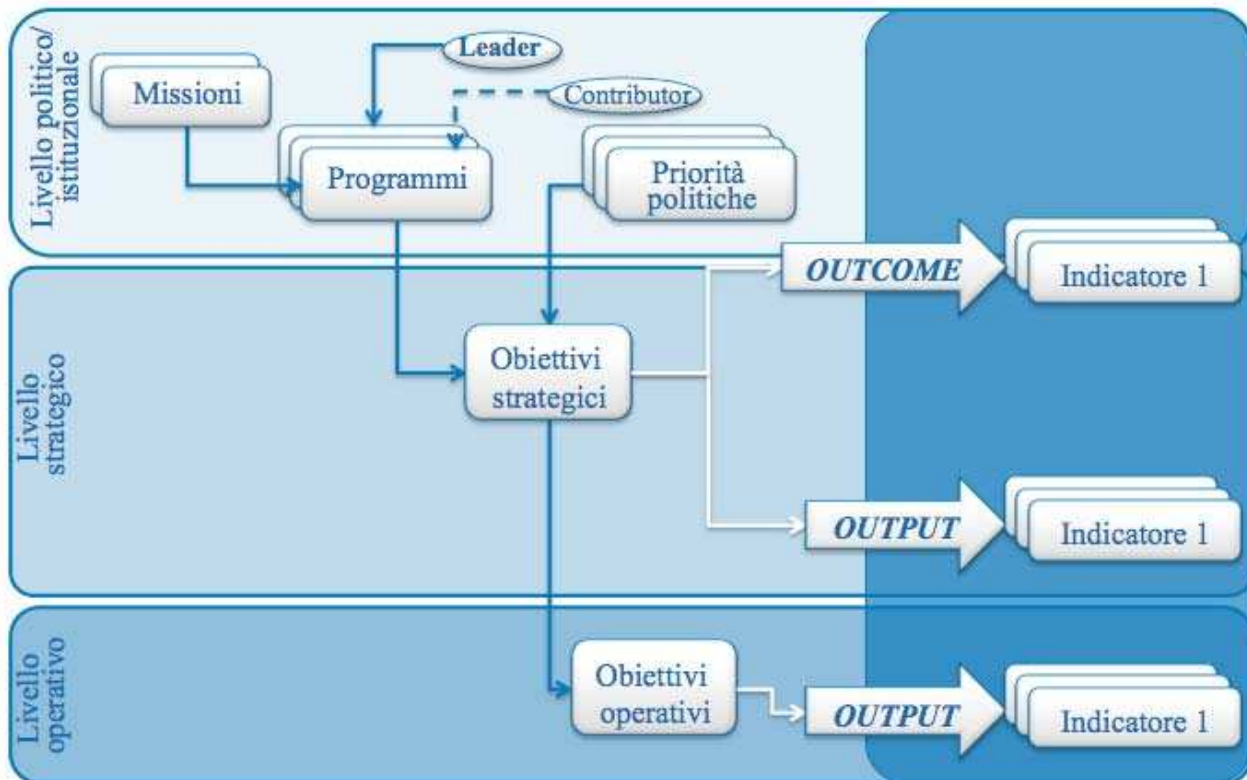 Livello politico/
istituzionale
Missioni
Leader
Contributor
Programmi
Priorità
politiche
OUTCOME
Indicatore 1
Livello
strategico
Obiettivi
strategici
OUTPUT
Indicatore 1
Livello
operativo
Obiettivi
operativi
OUTPUT
Indicatore 1